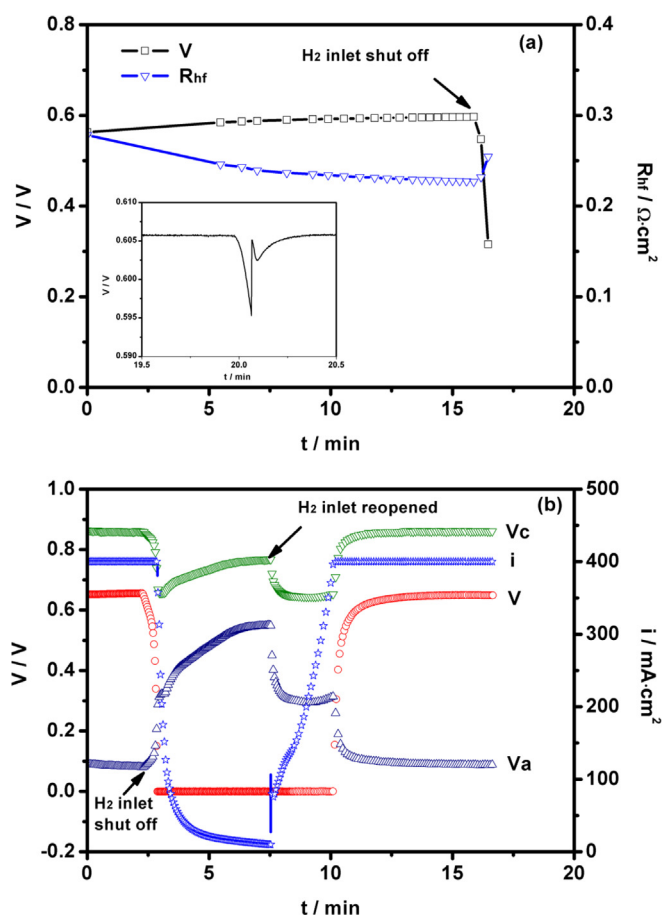 0.8
0.6
0.4
0.2
0.0
V / V
V
Rhf
H2 inlet shut off
(a)
0.4
0.3
0.2
0.1
0.0
Rhf / Ω·cm²
0.610
0.605
0.600
0.595
0.590
V / V
19.5 20.0 20.5
t / min
0 5 10 15 20
t / min
1.0
0.8
0.6
0.4
0.2
0.0
-0.2
V / V
(b)
H2 inlet reopened
Vc
i
V
Va
H2 inlet
shut off
500
400
300
200
100
0
i / mA·cm²
0 5 10 15 20
t / min